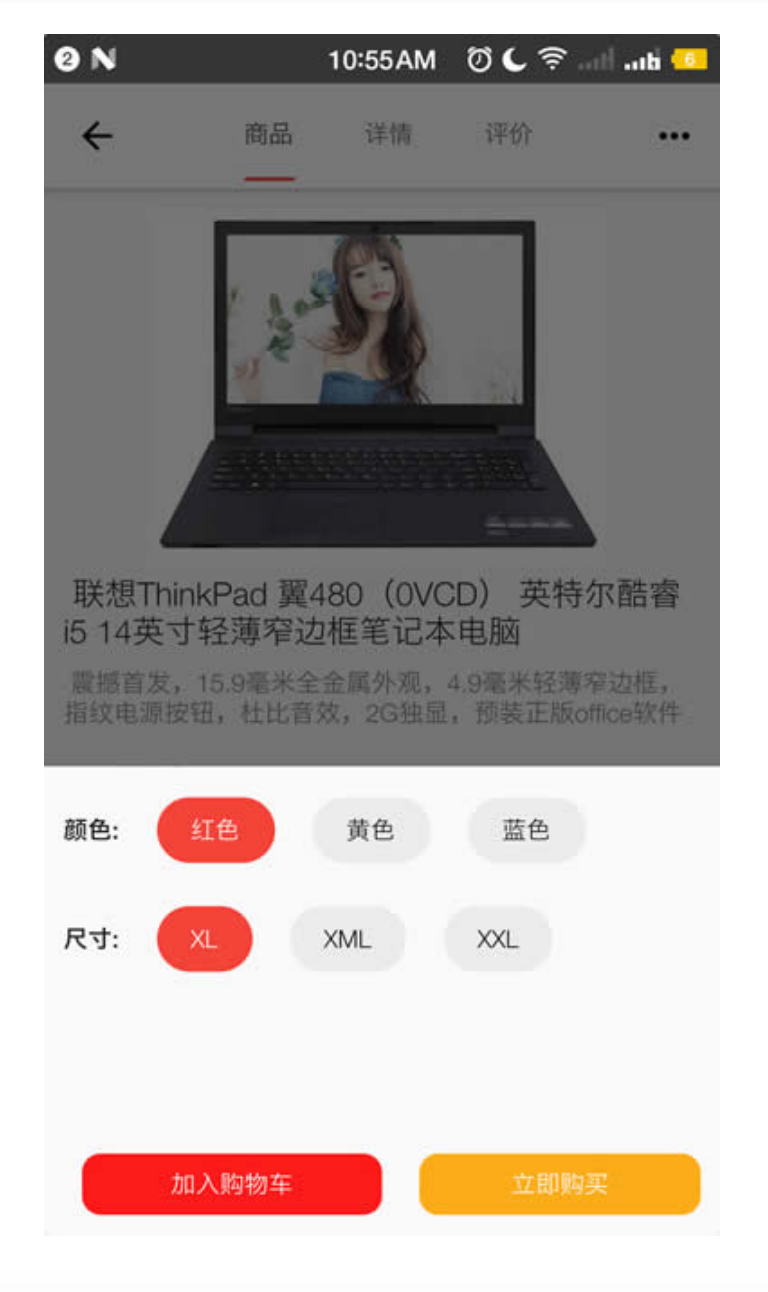 2 N 10:55AM 6
商品 详情 评价
联想ThinkPad 翼480（0VCD） 英特尔酷睿
i5 14英寸轻薄窄边框笔记本电脑
震撼首发，15.9毫米全金属外观，4.9毫米轻薄窄边框，
指纹电源按钮，杜比音效，2G独显，预装正版office软件
颜色: 红色 黄色 蓝色
尺寸: XL XML XXL
加入购物车 立即购买